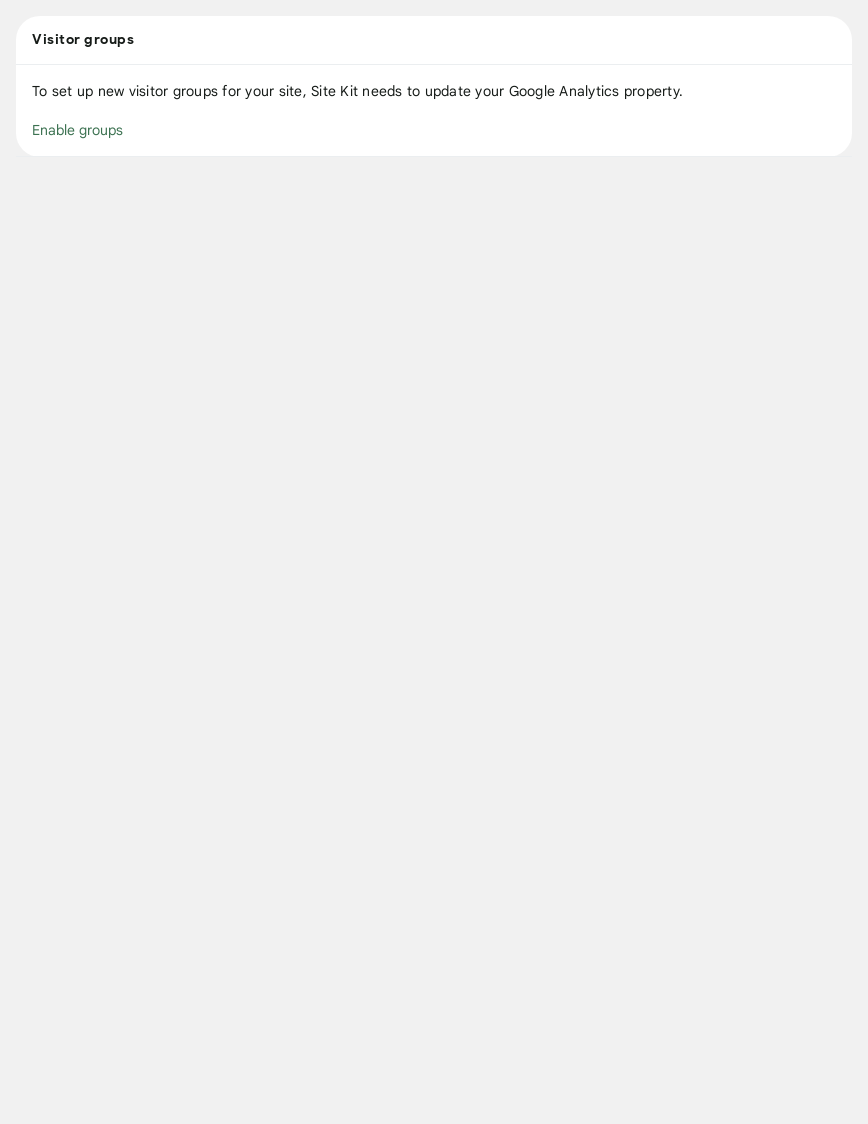 Visitor groups
To set up new visitor groups for your site, Site Kit needs to update your Google Analytics property.
Enable groups